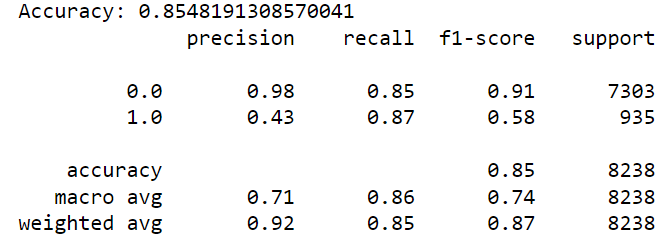 Accuracy: 0.8548191308570041
precision recall f1-score support
0.0 0.98 0.85 0.91 7303
1.0 0.43 0.87 0.58 935
accuracy 0.85 8238
macro avg 0.71 0.86 0.74 8238
weighted avg 0.92 0.85 0.87 8238